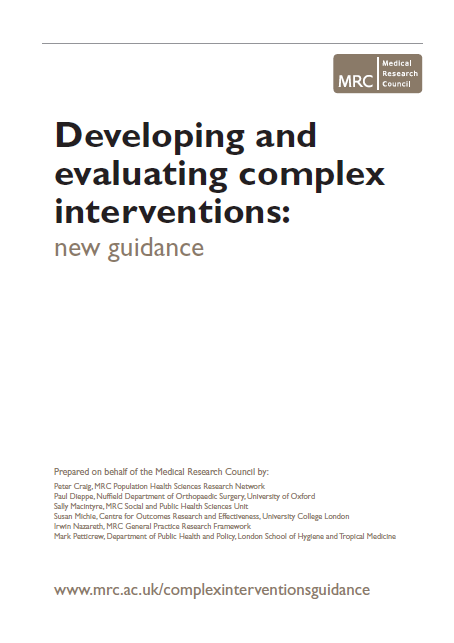 MRC
Medical
Research
Council
Developing and
evaluating complex
interventions:
new guidance
Prepared on behalf of the Medical Research Council by:
Peter Craig, MRC Population Health Sciences Research Network
Paul Dieppe, Nuffield Department of Orthopaedic Surgery, University of Oxford
Sally Macintyre, MRC Social and Public Health Sciences Unit
Susan Michie, Centre for Outcomes Research and Effectiveness, University College London
Irwin Nazareth, MRC General Practice Research Framework
Mark Petticrew, Department of Public Health and Policy, London School of Hygiene and Tropical Medicine
www.mrc.ac.uk/complexinterventionsguidance